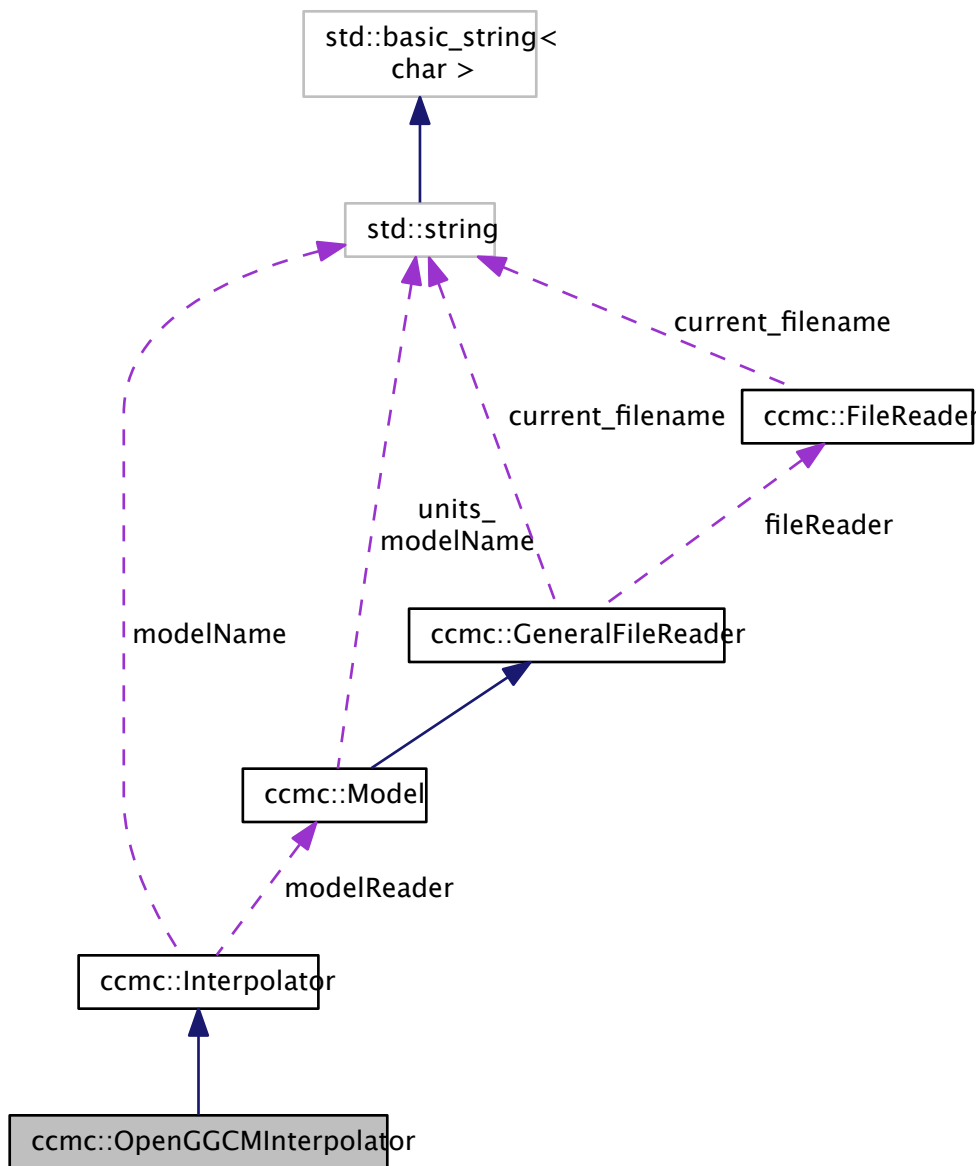 std::basic_string<
char >
std::string
current_filename
ccmc::FileReader
current_filename
units_
modelName
fileReader
modelName
ccmc::GeneralFileReader
ccmc::Model
modelReader
ccmc::Interpolator
ccmc::OpenGGCMInterpolator